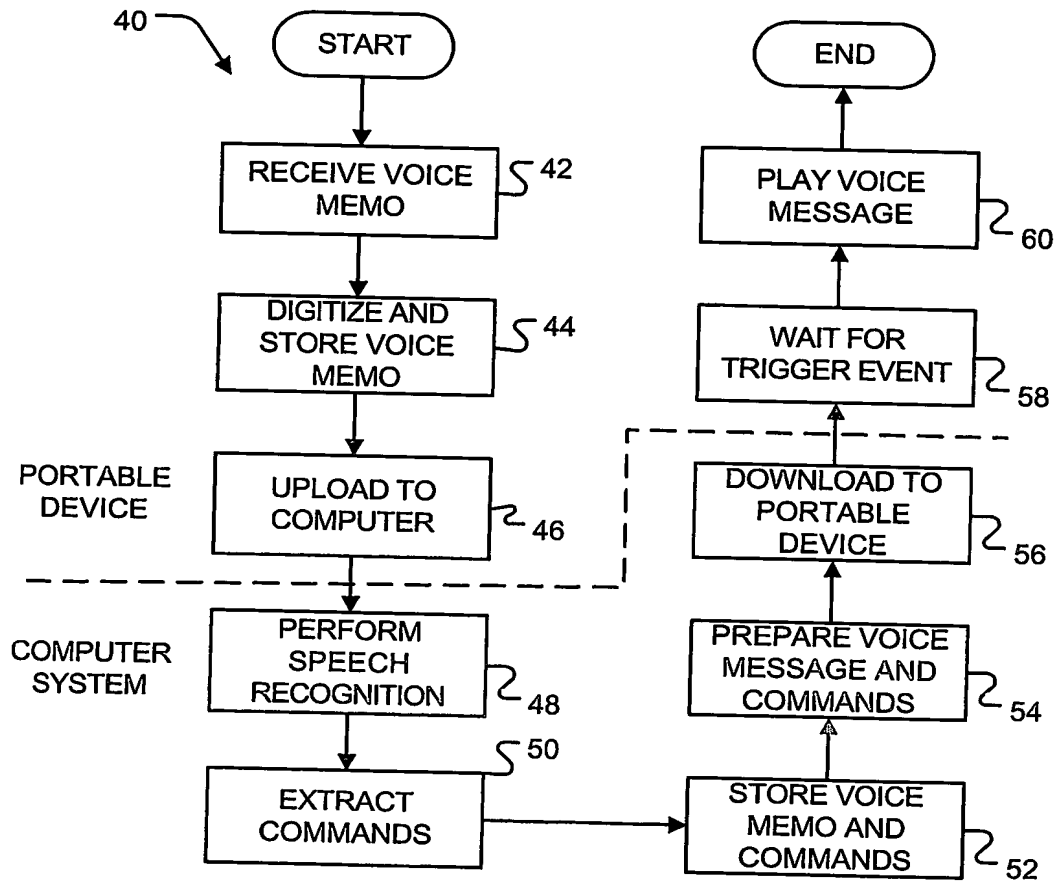 40
START
RECEIVE VOICE
MEMO
42
DIGITIZE AND
STORE VOICE
MEMO
44
PORTABLE
DEVICE
UPLOAD TO
COMPUTER
46
COMPUTER
SYSTEM
PERFORM
SPEECH
RECOGNITION
48
50
EXTRACT
COMMANDS
STORE VOICE
MEMO AND
COMMANDS
52
PREPARE VOICE
MESSAGE AND
COMMANDS
54
DOWNLOAD TO
PORTABLE
DEVICE
56
WAIT FOR
TRIGGER EVENT
58
PLAY VOICE
MESSAGE
60
END